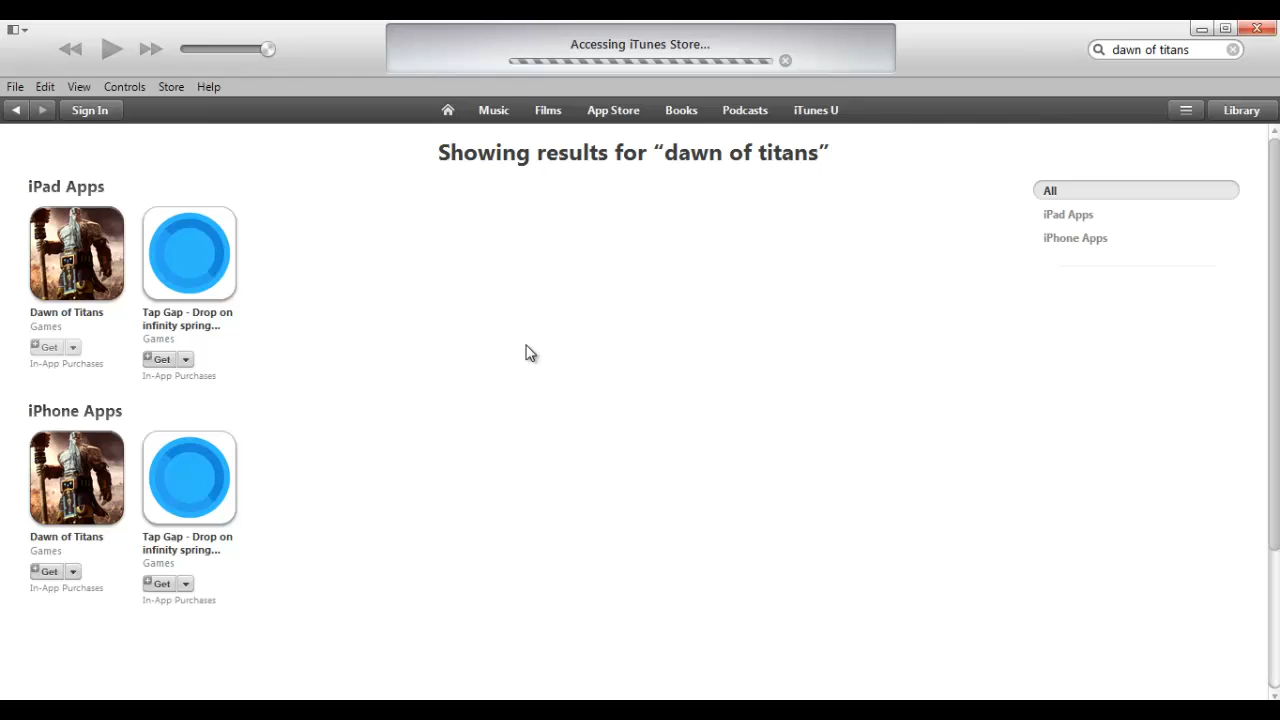 Accessing iTunes Store...
dawn of titans
File Edit View Controls Store Help
Sign In
Music Films App Store Books Podcasts iTunes U
Library
Showing results for “dawn of titans”
iPad Apps
Dawn of Titans
Games
Get
In-App Purchases
Tap Gap - Drop on
infinity spring...
Games
Get
In-App Purchases
iPhone Apps
Dawn of Titans
Games
Get
In-App Purchases
Tap Gap - Drop on
infinity spring...
Games
Get
In-App Purchases
All
iPad Apps
iPhone Apps